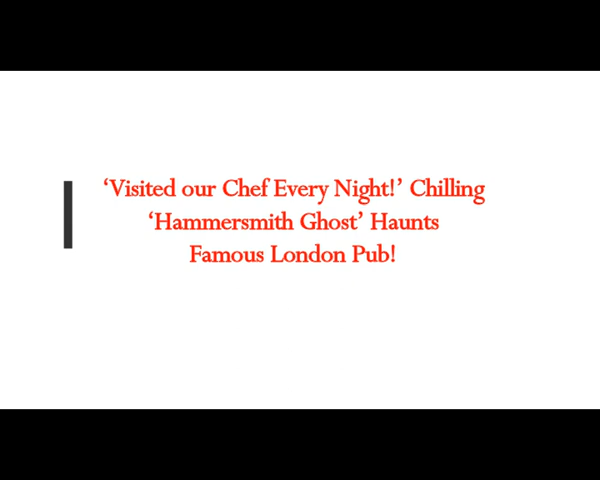 ‘Visited our Chef Every Night!’ Chilling
‘Hammersmith Ghost’ Haunts
Famous London Pub!